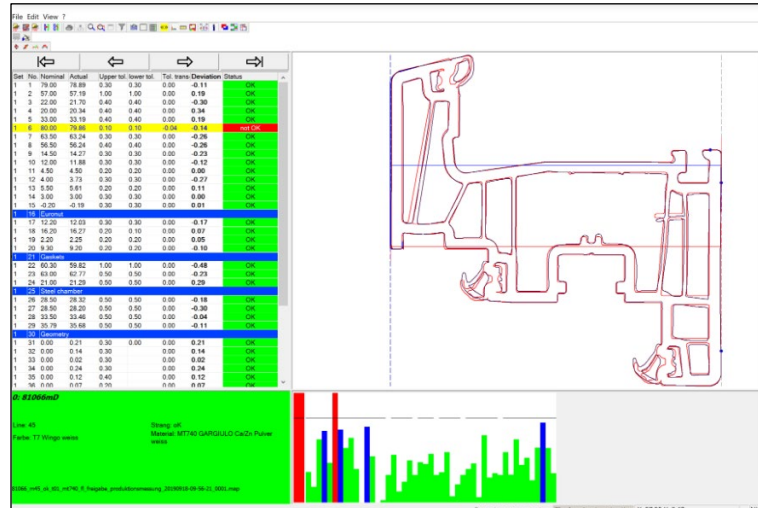 File Edit View ?
Set No. Nominal Actual Upper tol. lower tol. Tol. trans Deviation Status
1 1 79.00 78.89 0.30 0.30 0.00 -0.11 OK
1 2 57.00 57.19 1.00 1.00 0.00 0.19 OK
1 3 22.00 21.70 0.40 0.40 0.00 -0.30 OK
1 4 20.00 20.34 0.40 0.40 0.00 0.34 OK
1 5 33.00 33.19 0.40 0.40 0.00 0.19 OK
1 6 80.00 79.86 0.10 0.10 -0.04 -0.14 not OK
1 7 63.50 63.24 0.30 0.30 0.00 -0.26 OK
1 8 56.50 56.24 0.40 0.40 0.00 -0.26 OK
1 9 14.50 14.27 0.30 0.30 0.00 -0.23 OK
1 10 12.00 11.88 0.30 0.30 0.00 -0.12 OK
1 11 4.50 4.50 0.20 0.20 0.00 0.00 OK
1 12 4.00 3.73 0.30 0.30 0.00 -0.27 OK
1 13 5.50 5.61 0.20 0.20 0.00 0.11 OK
1 14 3.00 3.00 0.30 0.30 0.00 0.00 OK
1 15 -0.20 -0.19 0.30 0.30 0.00 0.01 OK
1 16 Euronut
1 17 12.20 12.03 0.30 0.30 0.00 -0.17 OK
1 18 16.20 16.27 0.20 0.10 0.00 0.07 OK
1 19 2.20 2.25 0.20 0.20 0.00 0.05 OK
1 20 9.30 9.20 0.20 0.20 0.00 -0.10 OK
1 21 Gaskets
1 22 60.30 59.82 1.00 1.00 0.00 -0.48 OK
1 23 63.00 62.77 0.50 0.50 0.00 -0.23 OK
1 24 21.00 21.29 0.50 0.50 0.00 0.29 OK
1 25 Steel chamber
1 26 28.50 28.32 0.50 0.50 0.00 -0.18 OK
1 27 28.50 28.20 0.50 0.50 0.00 -0.30 OK
1 28 33.50 33.46 0.50 0.50 0.00 -0.04 OK
1 29 35.79 35.68 0.50 0.50 0.00 -0.11 OK
1 30 Geometry
1 31 0.00 0.21 0.30 0.00 0.00 0.21 OK
1 32 0.00 0.14 0.30 0.00 0.14 OK
1 33 0.00 0.02 0.30 0.00 0.02 OK
1 34 0.00 0.24 0.30 0.00 0.24 OK
1 35 0.00 0.12 0.40 0.00 0.12 OK
1 36 0.00 0.07 0.20 0.00 0.07 OK
0: 81066mD
Line: 45
Strang: oK
Farbe: T7 Wingo weiss
Material: MT740 GARGIULO Ca/Zn Pulver
weiss